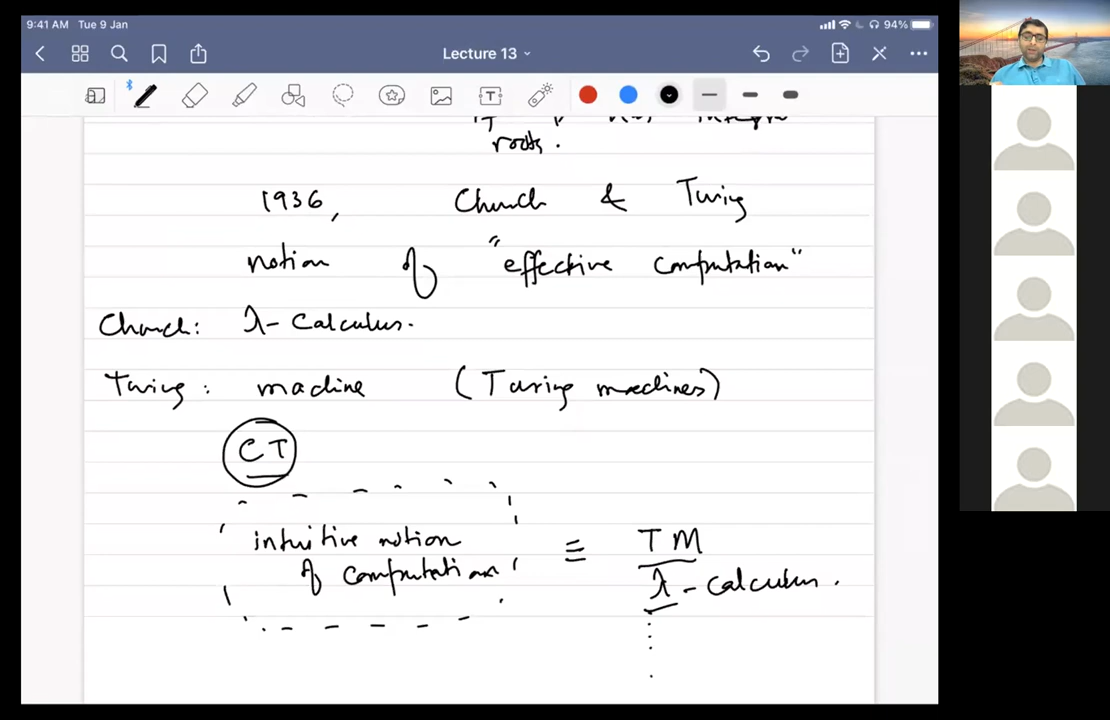 9:41 AM Tue 9 Jan
94%
Lecture 13
roots.
1936, Church & Turing
notion of "effective computation"
Church: λ- Calculus.
Turing: machine (Turing machines)
CT
intuitive notion
of computation
≡ TM
λ - calculus.